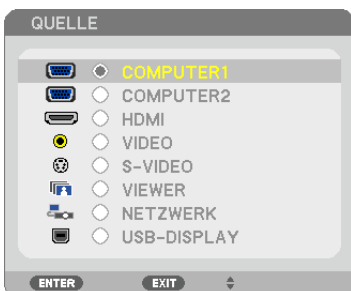 QUELLE
COMPUTER1
COMPUTER2
HDMI
VIDEO
S-VIDEO
VIEWER
NETZWERK
USB-DISPLAY
ENTER EXIT